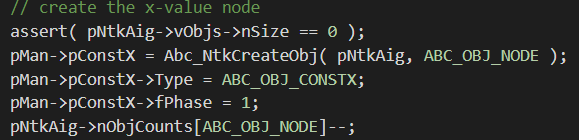 // create the x-value node
assert( pNtkAig->vObjs->nSize == 0 );
pMan->pConstX = Abc_NtkCreateObj( pNtkAig, ABC_OBJ_NODE );
pMan->pConstX->Type = ABC_OBJ_CONSTX;
pMan->pConstX->fPhase = 1;
pNtkAig->nObjCounts[ABC_OBJ_NODE]--;